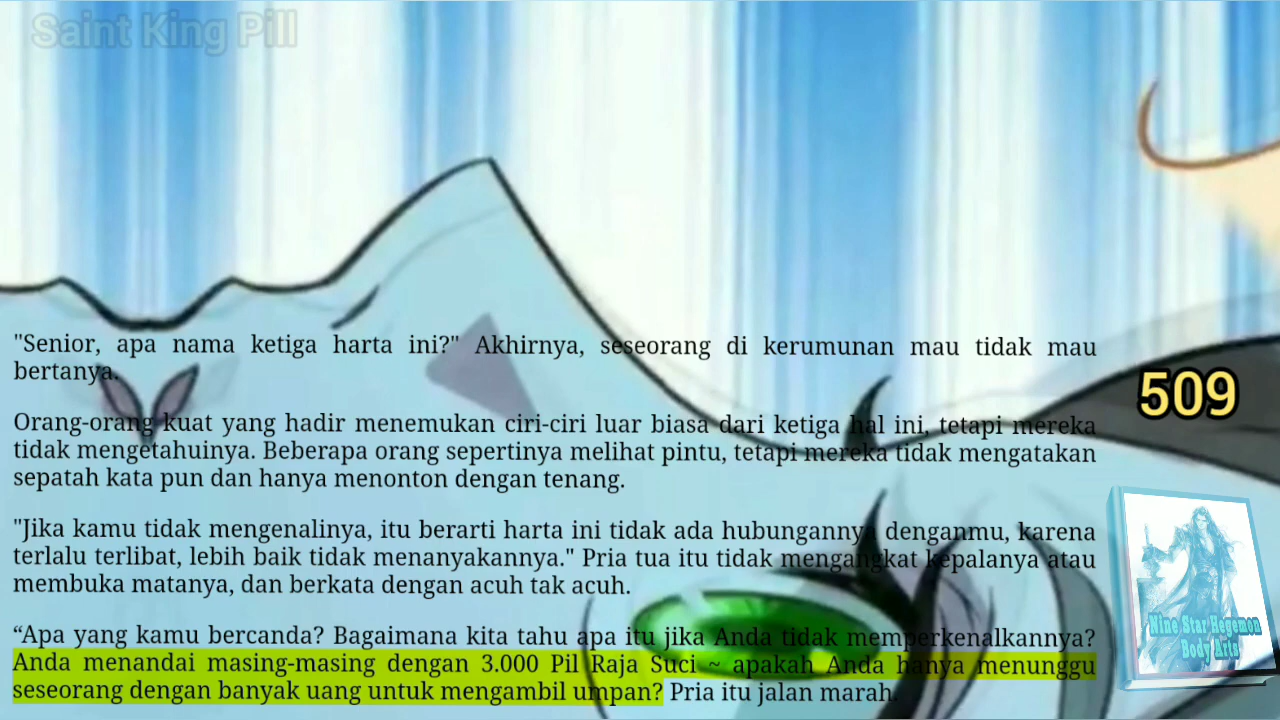 Saint King Pill
"Senior, apa nama ketiga harta ini?" Akhirnya, seseorang di kerumunan mau tidak mau
bertanya.
Orang-orang kuat yang hadir menemukan ciri-ciri luar biasa dari ketiga hal ini, tetapi mereka
tidak mengetahuinya. Beberapa orang sepertinya melihat pintu, tetapi mereka tidak mengatakan
sepatah kata pun dan hanya menonton dengan tenang.
"Jika kamu tidak mengenalinya, itu berarti harta ini tidak ada hubungannya denganmu, karena
terlalu terlibat, lebih baik tidak menanyakannya." Pria tua itu tidak mengangkat kepalanya atau
membuka matanya, dan berkata dengan acuh tak acuh.
“Apa yang kamu bercanda? Bagaimana kita tahu apa itu jika Anda tidak memperkenalkannya?
Anda menandai masing-masing dengan 3.000 Pil Raja Suci ~ apakah Anda hanya menunggu
seseorang dengan banyak uang untuk mengambil umpan? Pria itu jalan marah.
509
Nine Star Hegemon
Body Arts